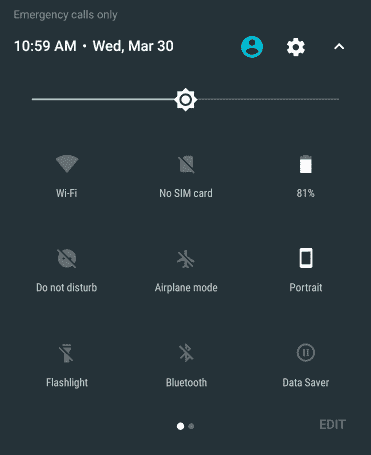 Emergency calls only
10:59 AM • Wed, Mar 30
Wi-Fi
No SIM card
81%
Do not disturb
Airplane mode
Portrait
Flashlight
Bluetooth
Data Saver
EDIT